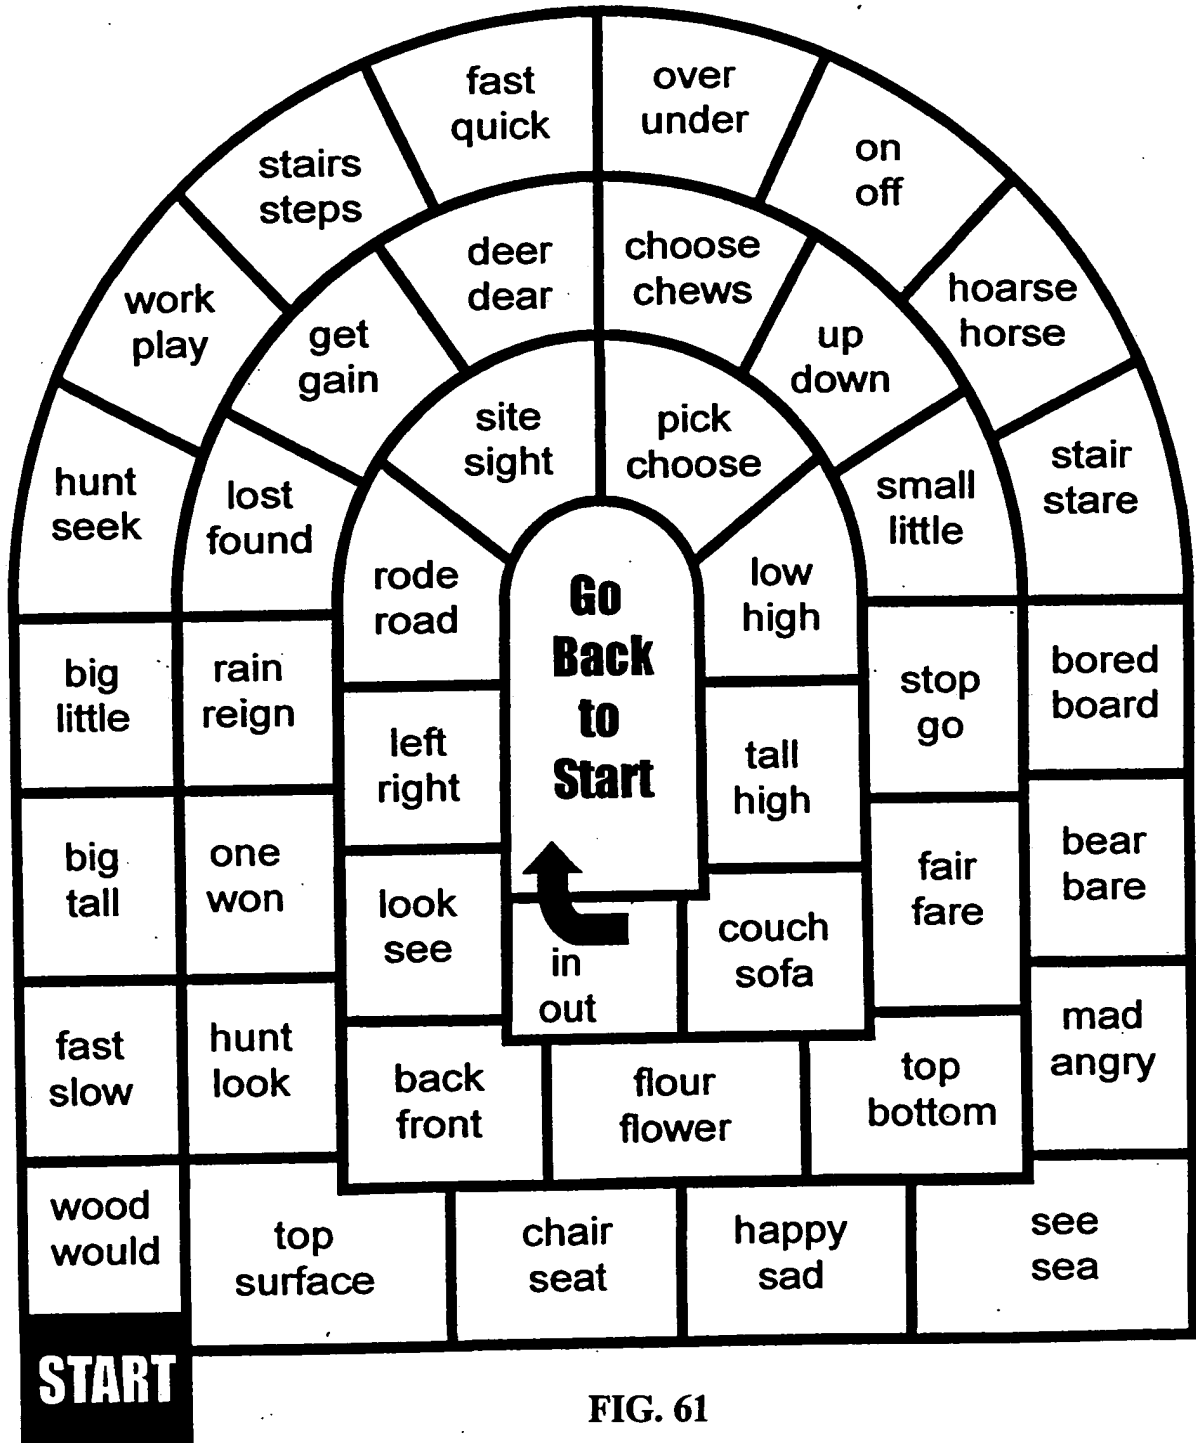 START
wood
would
fast
slow
big
tall
big
little
hunt
seek
work
play
stairs
steps
fast
quick
over
under
on
off
hoarse
horse
stair
stare
bored
board
bear
bare
mad
angry
see
sea
happy
sad
chair
seat
top
surface
hunt
look
one
won
rain
reign
lost
found
get
gain
deer
dear
choose
chews
up
down
small
little
stop
go
fair
fare
top
bottom
flour
flower
back
front
look
see
left
right
rode
road
site
sight
pick
choose
low
high
tall
high
couch
sofa
in
out
Go
Back
to
Start
FIG. 61